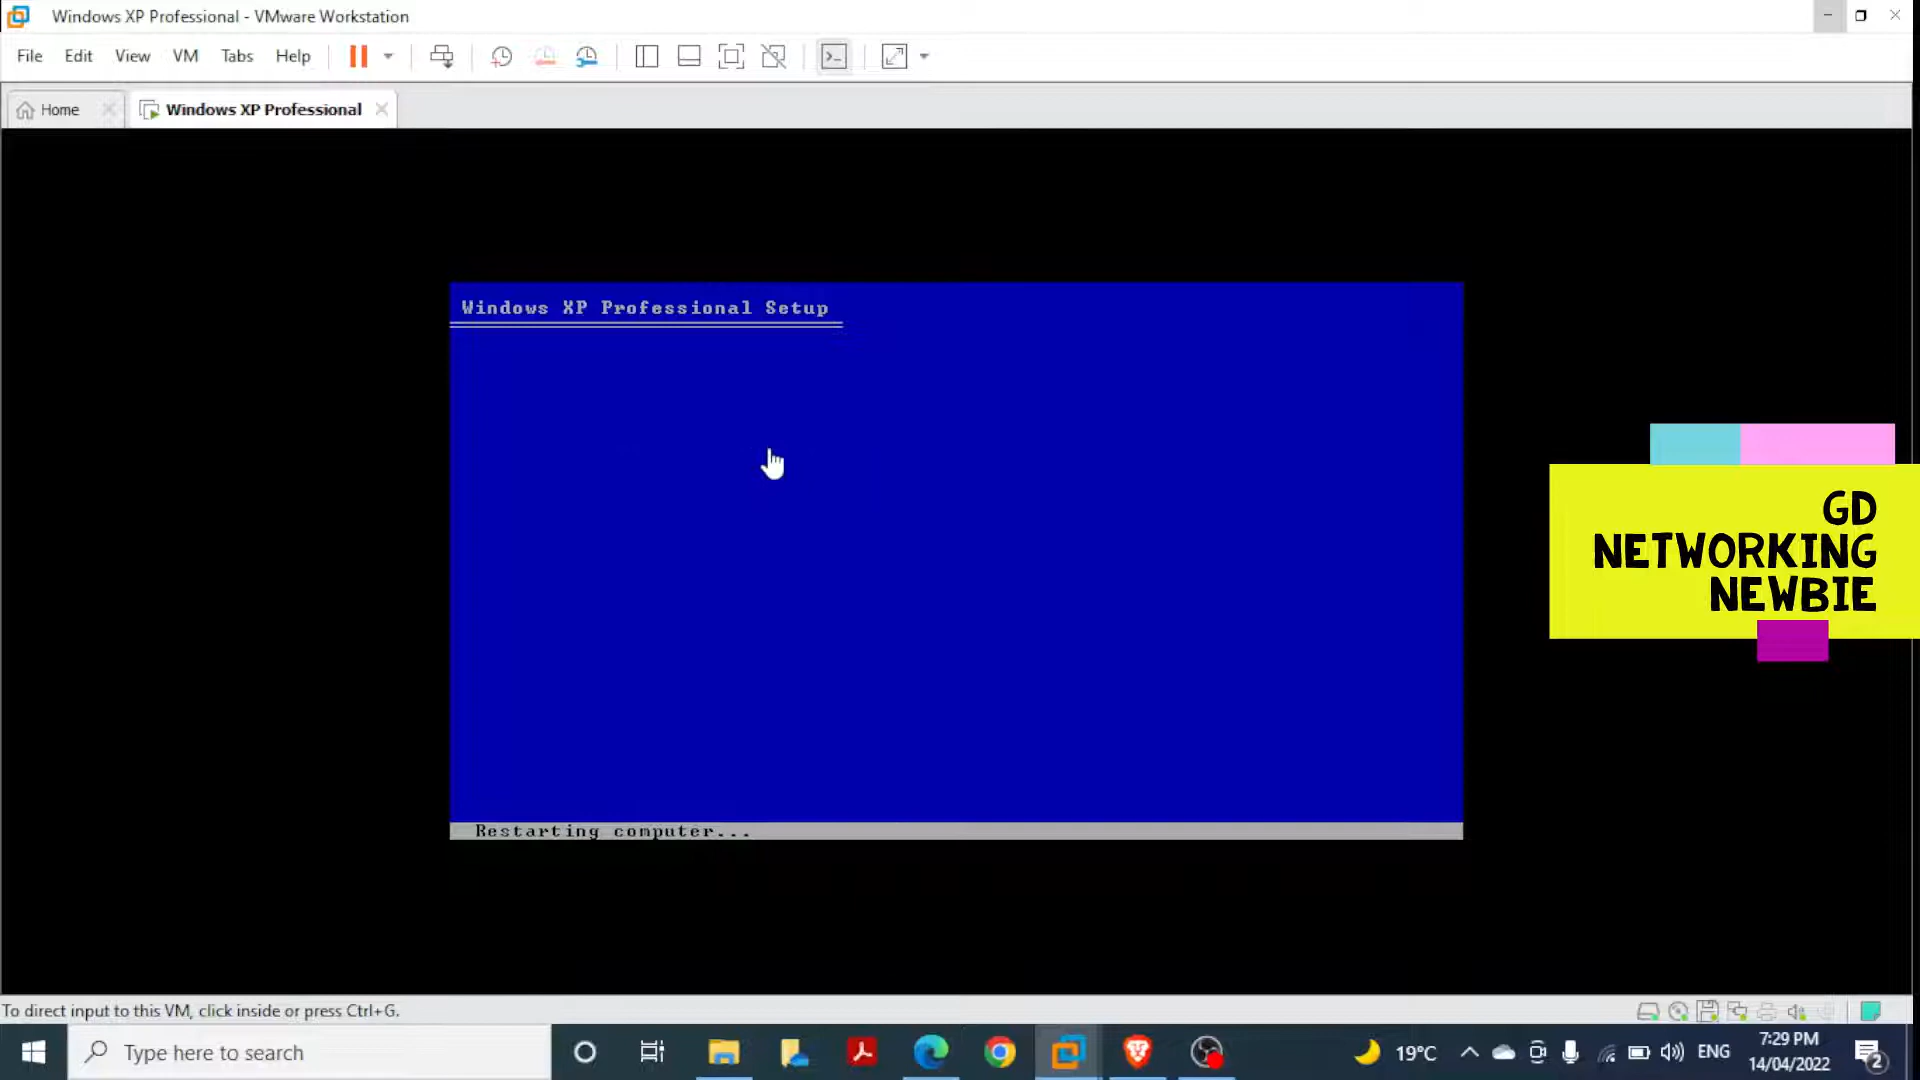 Windows XP Professional - VMware Workstation
File Edit View VM Tabs Help
Home Windows XP Professional
Windows XP Professional Setup
GD
NETWORKING
NEWBIE
Restarting computer...
To direct input to this VM, click inside or press Ctrl+G.
Type here to search
19°C
ENG
7:29 PM
14/04/2022
2